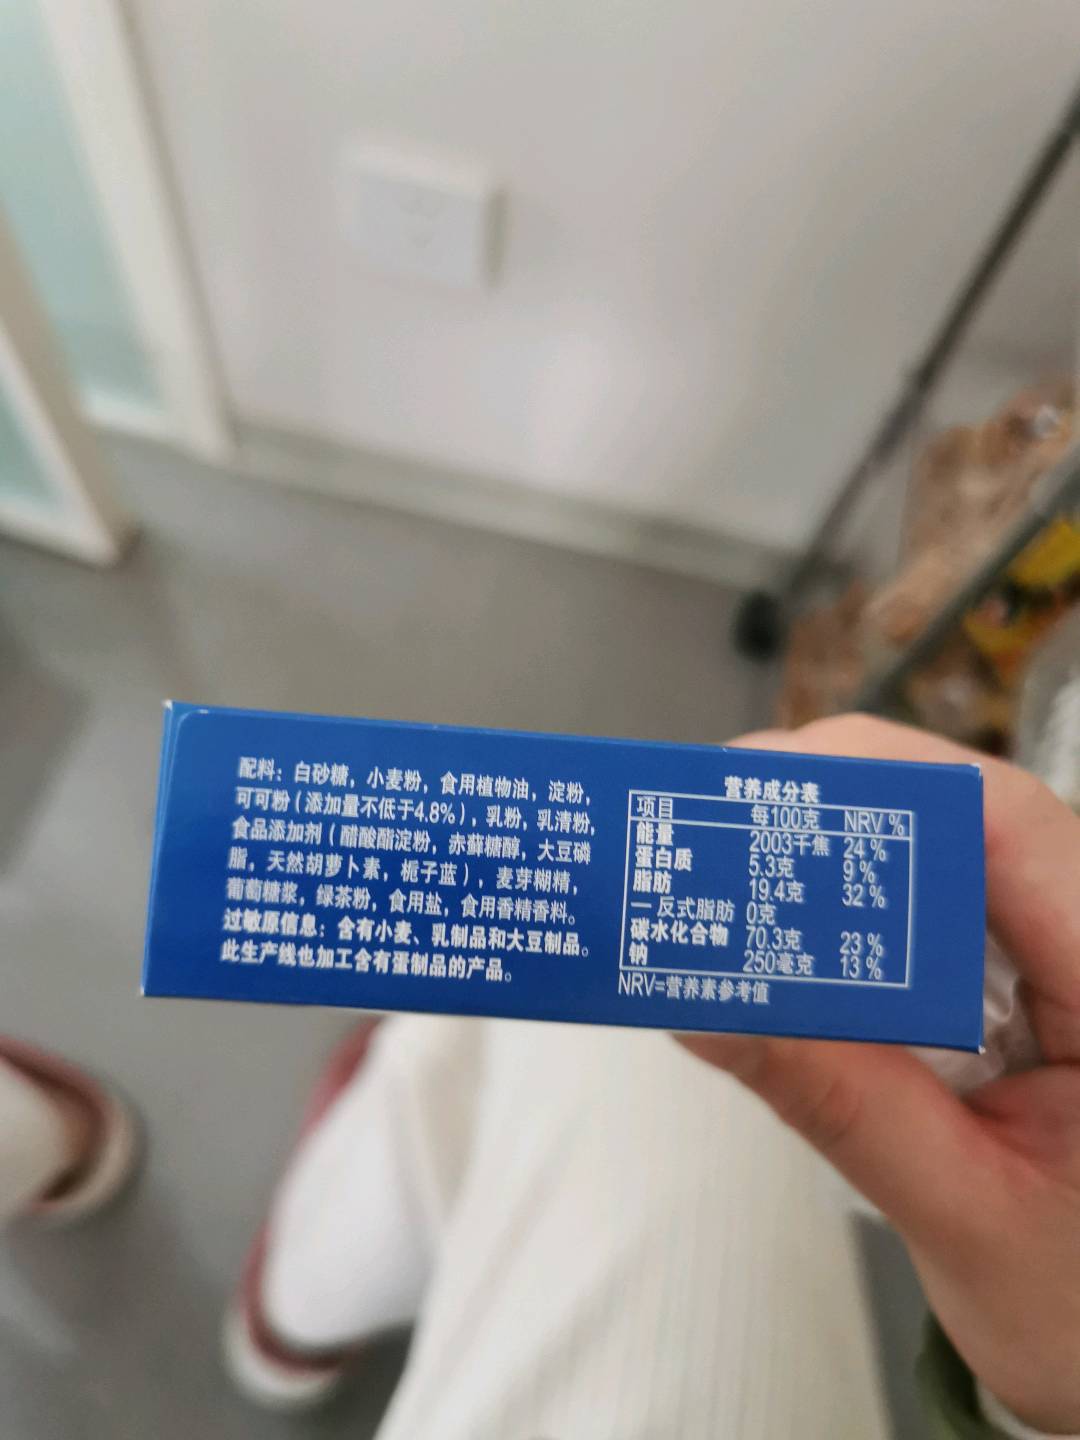 配料：白砂糖，小麦粉，食用植物油，淀粉，
可可粉（添加量不低于4.8%），乳粉，乳清粉，
食品添加剂（醋酸酯淀粉，赤藓糖醇，大豆磷
脂，天然胡萝卜素，栀子蓝），麦芽糊精，
葡萄糖浆，绿茶粉，食用盐，食用香精香料。
过敏原信息：含有小麦、乳制品和大豆制品。
此生产线也加工含有蛋制品的产品。
营养成分表
项目 每100克 NRV%
能量 2003千焦 24%
蛋白质 5.3克 9%
脂肪 19.4克 32%
一反式脂肪 0克
碳水化合物 70.3克 23%
钠 250毫克 13%
NRV=营养素参考值